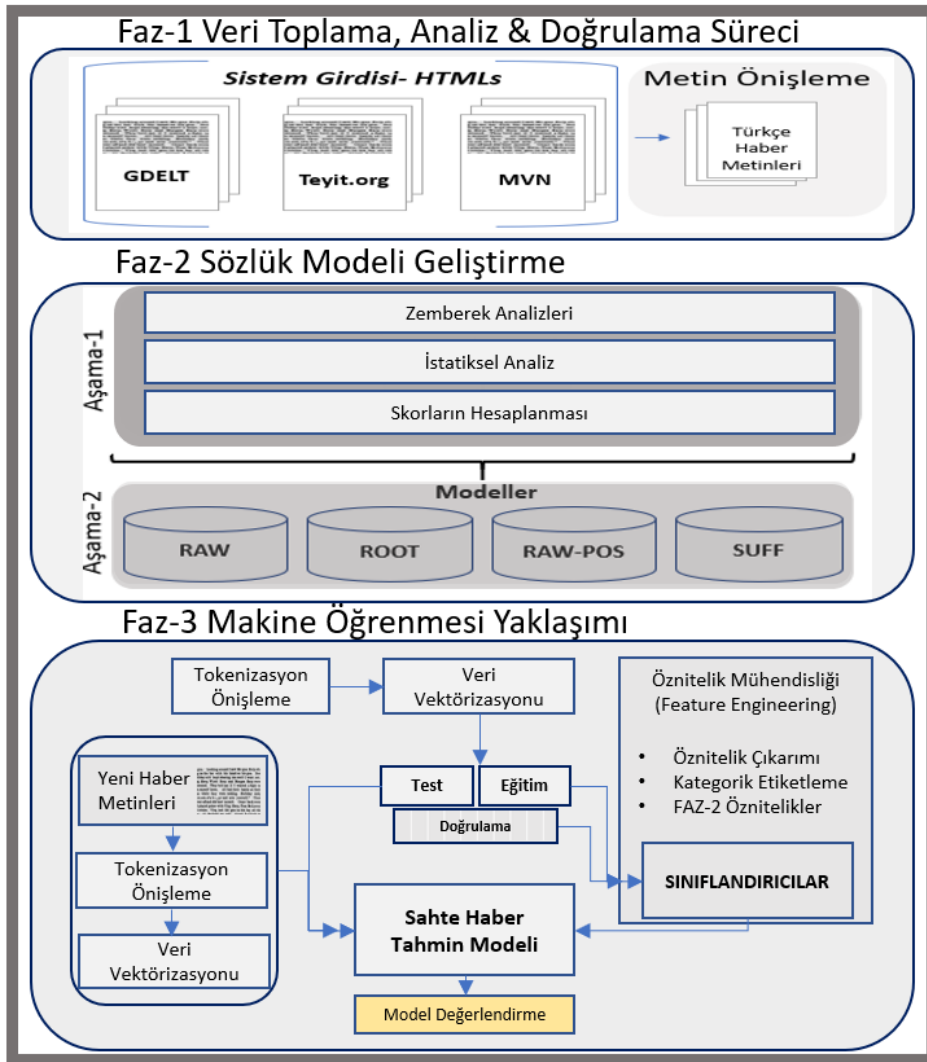 Faz-1 Veri Toplama, Analiz & Doğrulama Süreci
Sistem Girdisi- HTMLs
GDELT
Teyit.org
MVN
Metin Önişleme
Türkçe
Haber
Metinleri
Faz-2 Sözlük Modeli Geliştirme
Aşama-1
Zemberek Analizleri
İstatiksel Analiz
Skorların Hesaplanması
Aşama-2
Modeller
RAW
ROOT
RAW-POS
SUFF
Faz-3 Makine Öğrenmesi Yaklaşımı
Tokenizasyon
Önişleme
Veri
Vektörizasyonu
Öznitelik Mühendisliği
(Feature Engineering)
• Öznitelik Çıkarımı
• Kategorik Etiketleme
• FAZ-2 Öznitelikler
SINIFLANDIRICILAR
Test
Eğitim
Doğrulama
Yeni Haber
Metinleri
Tokenizasyon
Önişleme
Veri
Vektörizasyonu
Sahte Haber
Tahmin Modeli
Model Değerlendirme